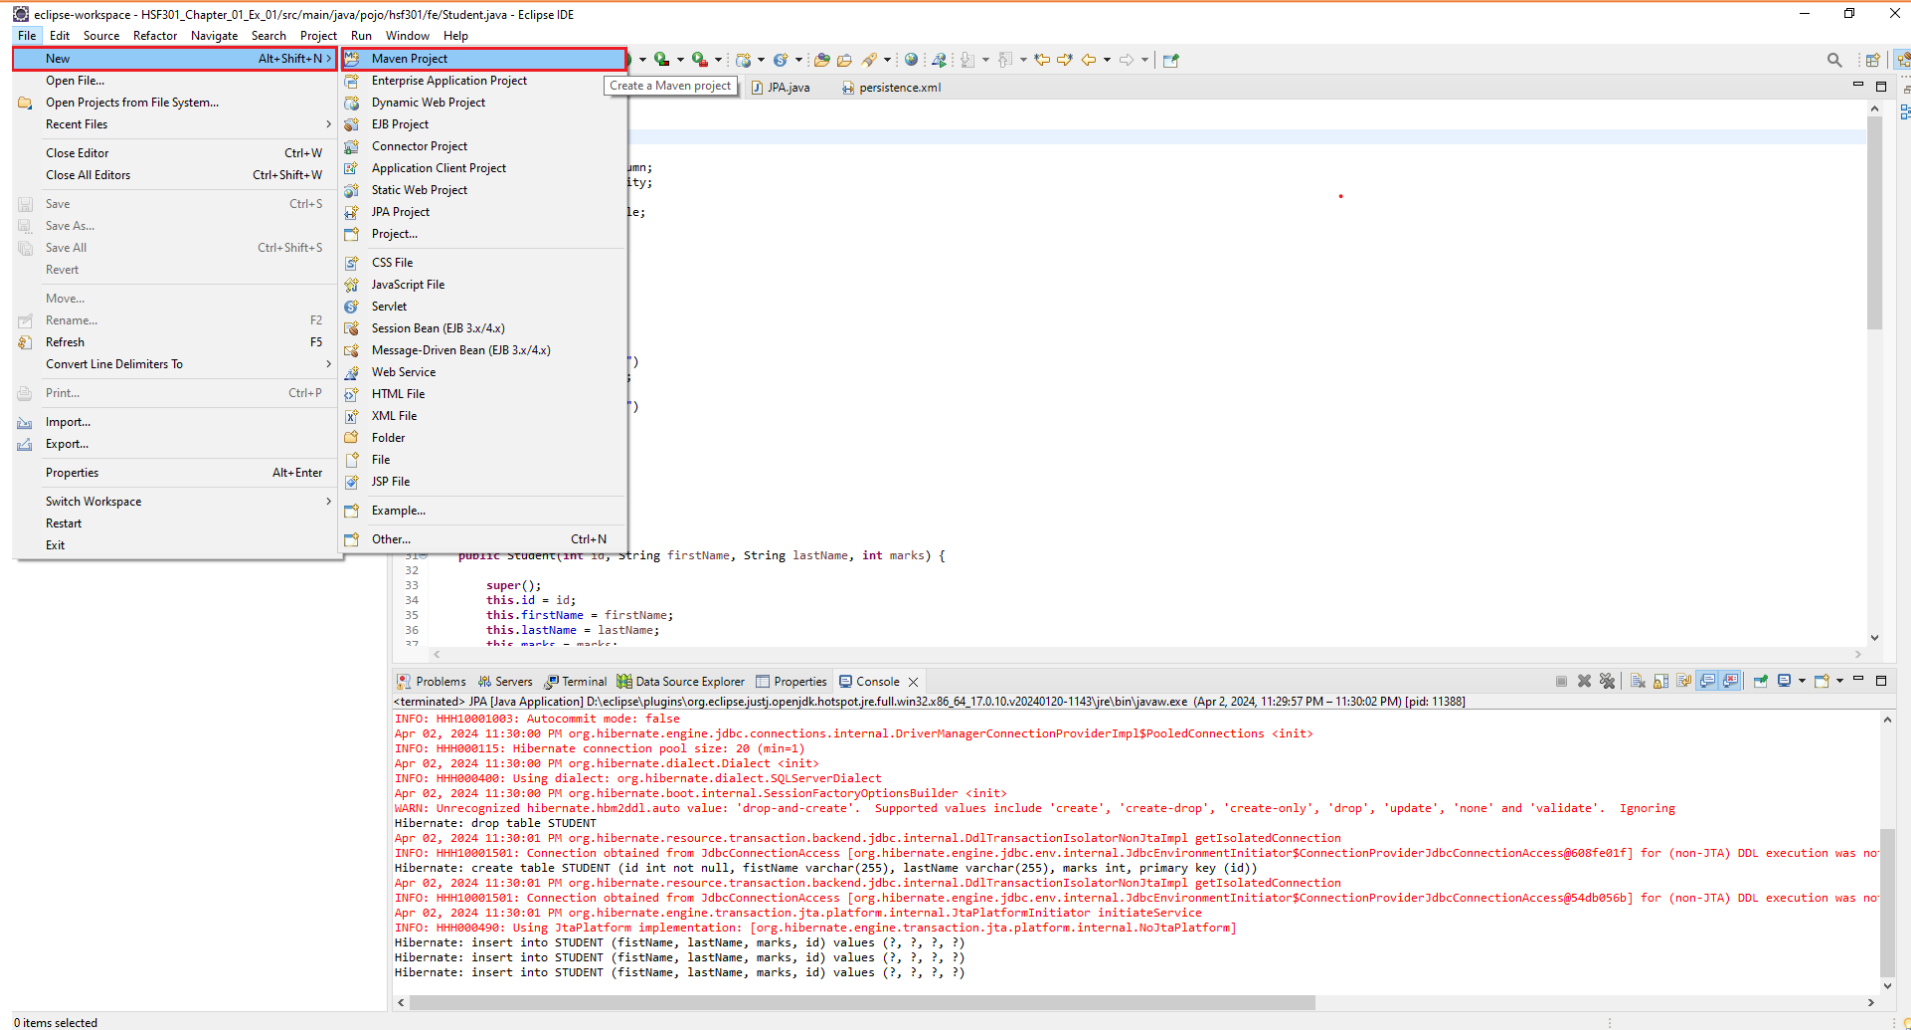 eclipse-workspace - HSF301_Chapter_01_Ex_01/src/main/java/pojo/hsf301/fe/Student.java - Eclipse IDE
File Edit Source Refactor Navigate Search Project Run Window Help
New Alt+Shift+N >
Open File...
Open Projects from File System...
Recent Files >
Close Editor Ctrl+W
Close All Editors Ctrl+Shift+W
Save Ctrl+S
Save As...
Save All Ctrl+Shift+S
Revert
Move...
Rename... F2
Refresh F5
Convert Line Delimiters To >
Print... Ctrl+P
Import...
Export...
Properties Alt+Enter
Switch Workspace >
Restart
Exit
Maven Project
Enterprise Application Project
Dynamic Web Project
EJB Project
Connector Project
Application Client Project
Static Web Project
JPA Project
Project...
CSS File
JavaScript File
Servlet
Session Bean (EJB 3.x/4.x)
Message-Driven Bean (EJB 3.x/4.x)
Web Service
HTML File
XML File
Folder
File
JSP File
Example...
Other... Ctrl+N
Create a Maven project
JPA.java persistence.xml
umn;
ity;
le;
")
;
")
31 public Student(int id, String firstName, String lastName, int marks) {
32
33 super();
34 this.id = id;
35 this.firstName = firstName;
36 this.lastName = lastName;
37 this.marks = marks;
Problems Servers Terminal Data Source Explorer Properties Console
<terminated> JPA [Java Application] D:\eclipse\plugins\org.eclipse.justj.openjdk.hotspot.jre.full.win32.x86_64_17.0.10.v20240120-1143\jre\bin\javaw.exe (Apr 2, 2024, 11:29:57 PM – 11:30:02 PM) [pid: 11388]
INFO: HHH10001003: Autocommit mode: false
Apr 02, 2024 11:30:00 PM org.hibernate.engine.jdbc.connections.internal.DriverManagerConnectionProviderImpl$PooledConnections <init>
INFO: HHH000115: Hibernate connection pool size: 20 (min=1)
Apr 02, 2024 11:30:00 PM org.hibernate.dialect.Dialect <init>
INFO: HHH000400: Using dialect: org.hibernate.dialect.SQLServerDialect
Apr 02, 2024 11:30:00 PM org.hibernate.boot.internal.SessionFactoryOptionsBuilder <init>
WARN: Unrecognized hibernate.hbm2ddl.auto value: 'drop-and-create'. Supported values include 'create', 'create-drop', 'create-only', 'drop', 'update', 'none' and 'validate'. Ignoring
Hibernate: drop table STUDENT
Apr 02, 2024 11:30:01 PM org.hibernate.resource.transaction.backend.jdbc.internal.DdlTransactionIsolatorNonJtaImpl getIsolatedConnection
INFO: HHH10001501: Connection obtained from JdbcConnectionAccess [org.hibernate.engine.jdbc.env.internal.JdbcEnvironmentInitiator$ConnectionProviderJdbcConnectionAccess@608fe01f] for (non-JTA) DDL execution was no
Hibernate: create table STUDENT (id int not null, fistName varchar(255), lastName varchar(255), marks int, primary key (id))
Apr 02, 2024 11:30:01 PM org.hibernate.resource.transaction.backend.jdbc.internal.DdlTransactionIsolatorNonJtaImpl getIsolatedConnection
INFO: HHH10001501: Connection obtained from JdbcConnectionAccess [org.hibernate.engine.jdbc.env.internal.JdbcEnvironmentInitiator$ConnectionProviderJdbcConnectionAccess@54db056b] for (non-JTA) DDL execution was no
Apr 02, 2024 11:30:01 PM org.hibernate.engine.transaction.jta.platform.internal.JtaPlatformInitiator initiateService
INFO: HHH000490: Using JtaPlatform implementation: [org.hibernate.engine.transaction.jta.platform.internal.NoJtaPlatform]
Hibernate: insert into STUDENT (fistName, lastName, marks, id) values (?, ?, ?, ?)
Hibernate: insert into STUDENT (fistName, lastName, marks, id) values (?, ?, ?, ?)
Hibernate: insert into STUDENT (fistName, lastName, marks, id) values (?, ?, ?, ?)
0 items selected